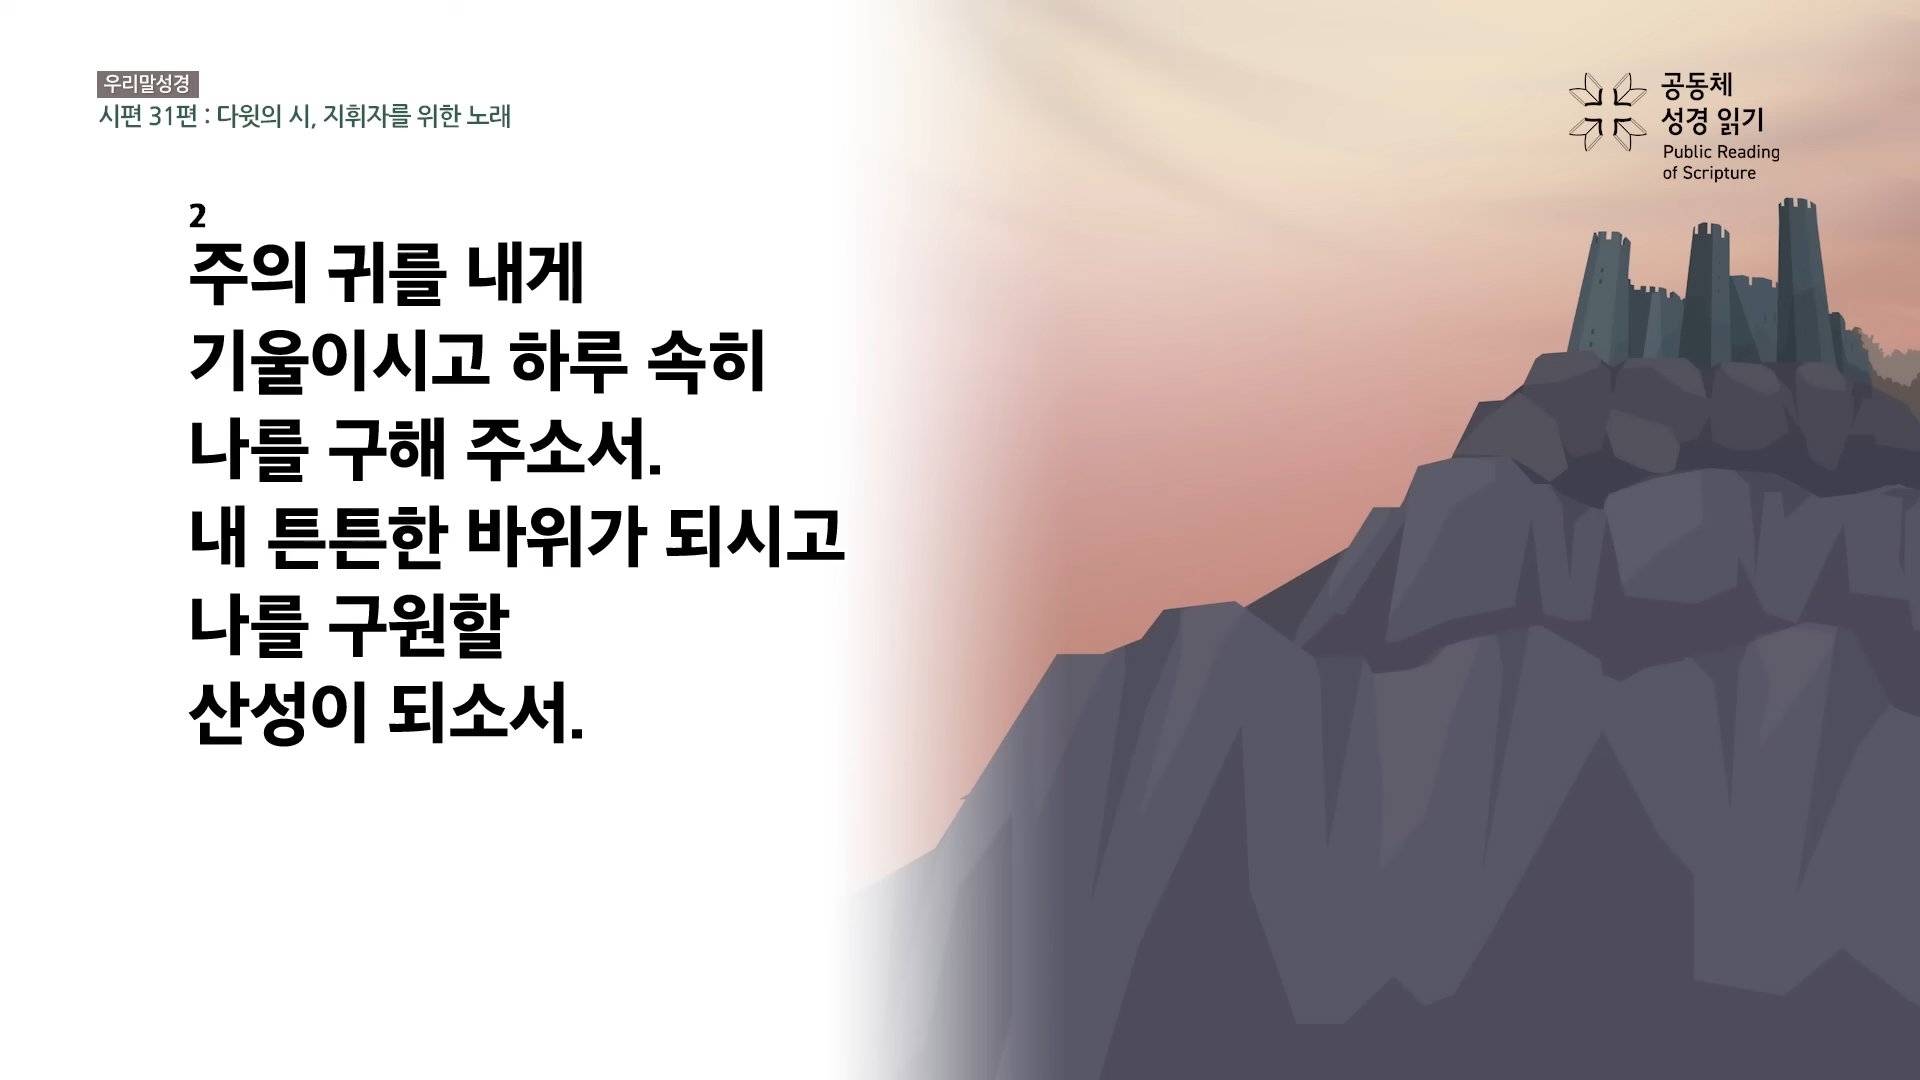 우리말성경
시편 31편 : 다윗의 시, 지휘자를 위한 노래
공동체
성경 읽기
Public Reading
of Scripture
2
주의 귀를 내게
기울이시고 하루 속히
나를 구해 주소서.
내 튼튼한 바위가 되시고
나를 구원할
산성이 되소서.